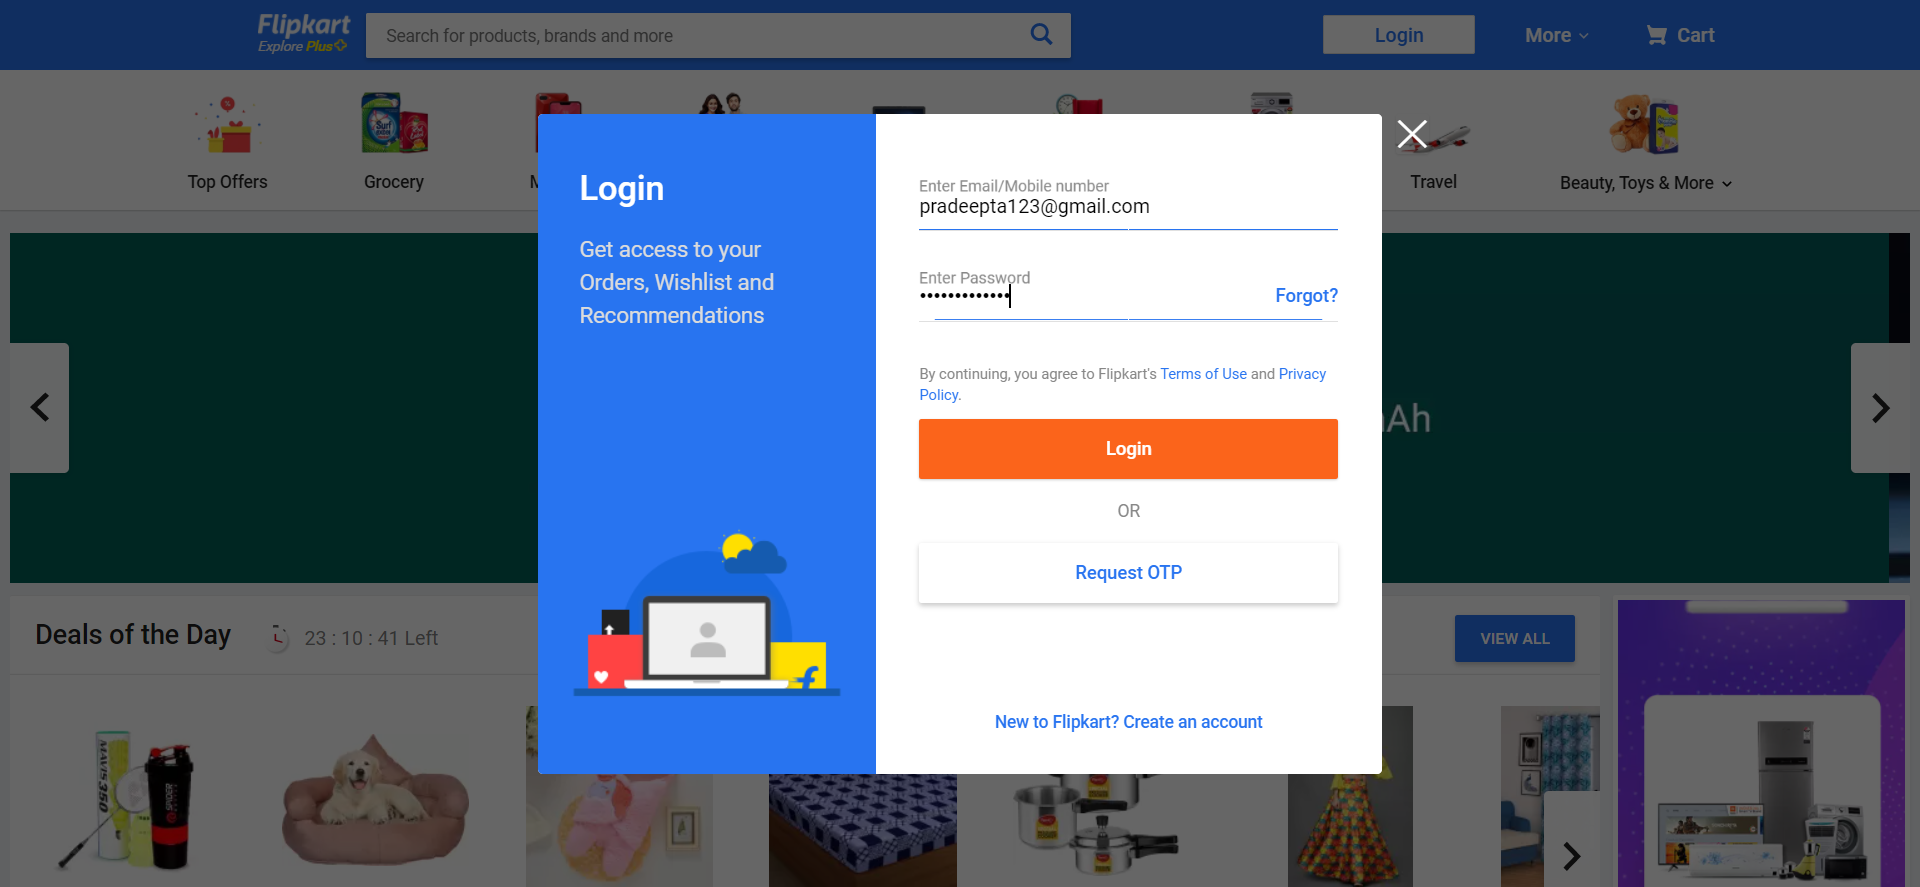 Flipkart
Explore Plus
Search for products, brands and more
Login
More
Cart
Top Offers
Grocery
M
Travel
Beauty, Toys & More
Login
Get access to your
Orders, Wishlist and
Recommendations
Enter Email/Mobile number
pradeepta123@gmail.com
Enter Password
•••••••••••••
Forgot?
By continuing, you agree to Flipkart's Terms of Use and Privacy
Policy.
Login
OR
Request OTP
New to Flipkart? Create an account
Ah
Deals of the Day
23 : 10 : 41 Left
VIEW ALL
Surf
MAVIS 350
SPIDER